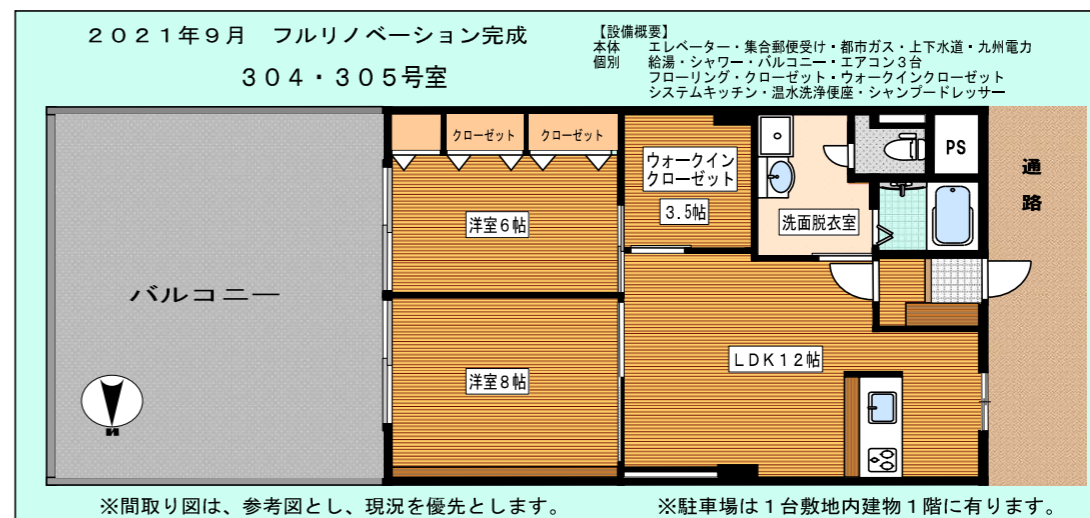 ２０２１年９月　フルリノベーション完成
３０４・３０５号室
【設備概要】
本体　エレベーター・集合郵便受け・都市ガス・上下水道・九州電力
個別　給湯・シャワー・バルコニー・エアコン３台
フローリング・クローゼット・ウォークインクローゼット
システムキッチン・温水洗浄便座・シャンプードレッサー
クローゼット
クローゼット
ウォークイン
クローゼット
3.5帖
洗面脱衣室
PS
通路
洋室6帖
バルコニー
洋室8帖
ＬＤＫ12帖
N
※間取り図は、参考図とし、現況を優先とします。
※駐車場は１台敷地内建物１階に有ります。